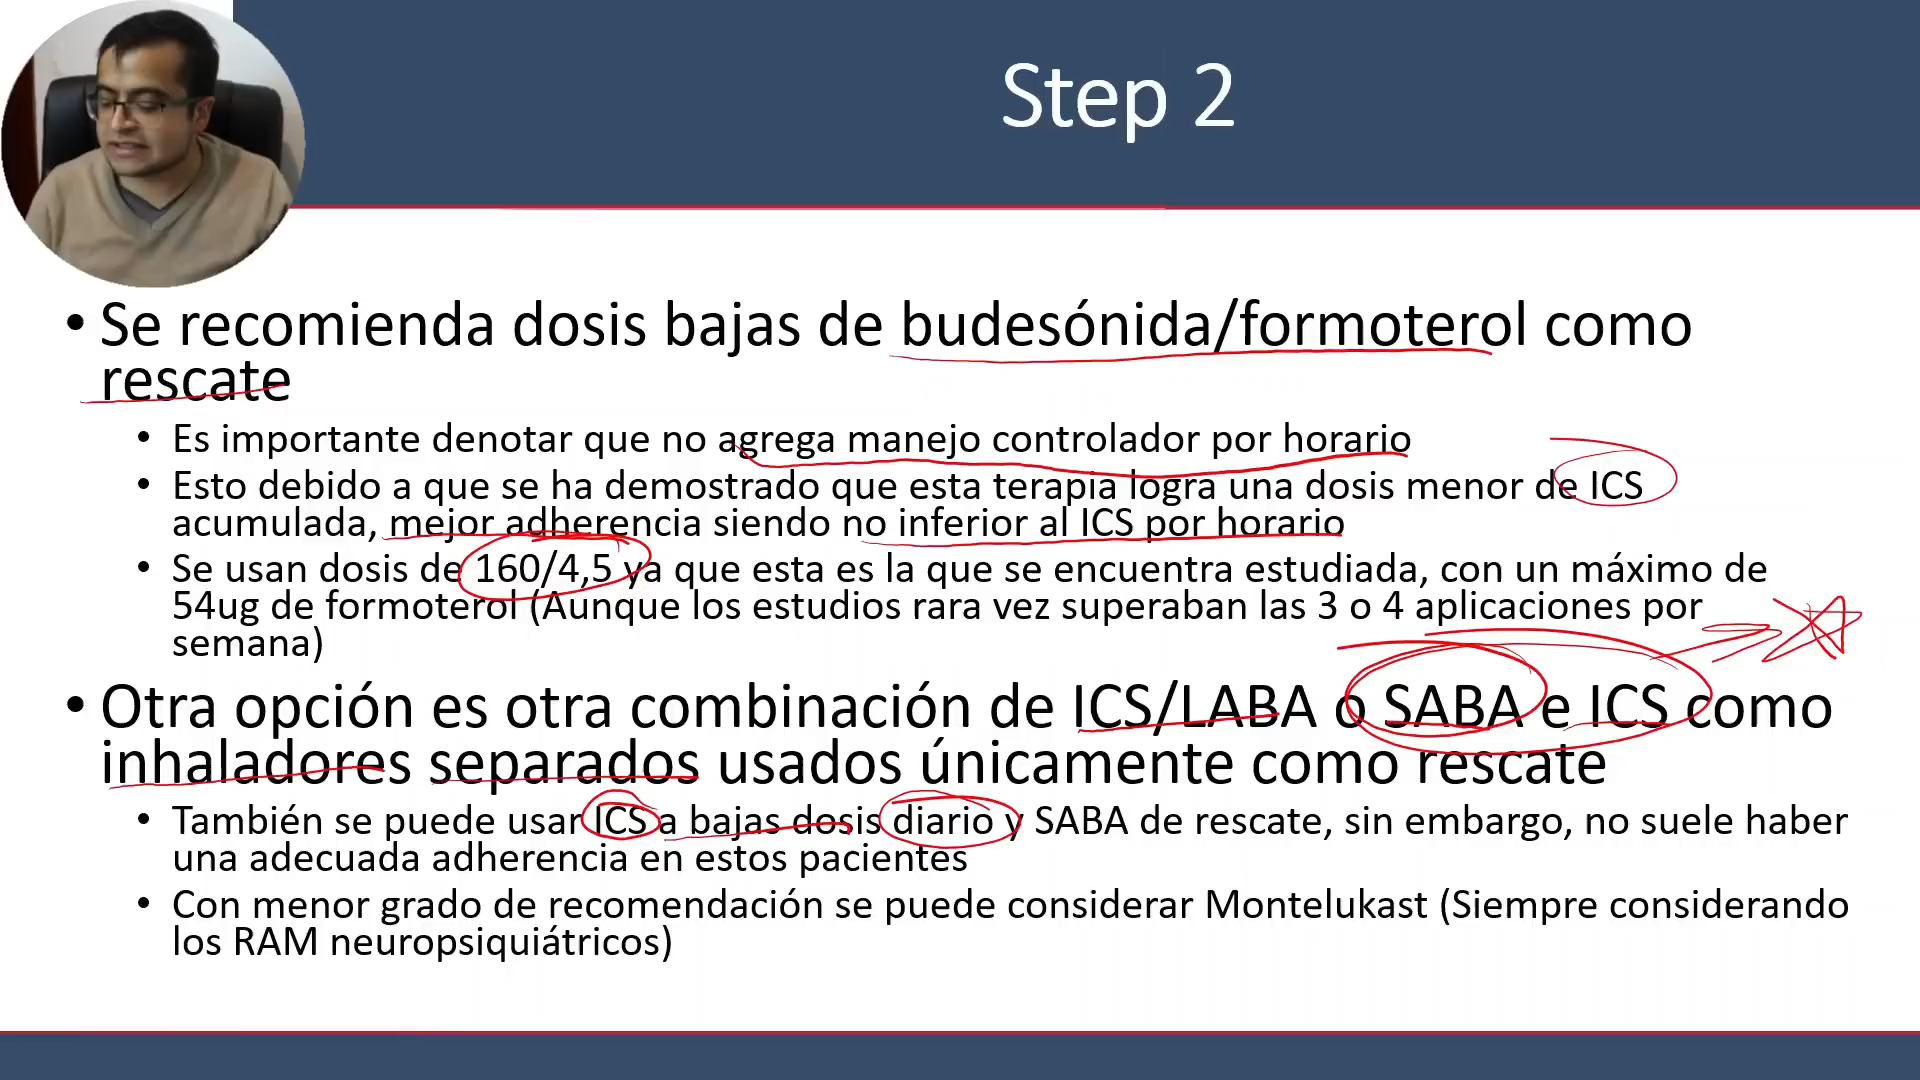 Step 2
• Se recomienda dosis bajas de budesónida/formoterol como
rescate
• Es importante denotar que no agrega manejo controlador por horario
• Esto debido a que se ha demostrado que esta terapia logra una dosis menor de ICS
acumulada, mejor adherencia siendo no inferior al ICS por horario
• Se usan dosis de 160/4,5 ya que esta es la que se encuentra estudiada, con un máximo de
54ug de formoterol (Aunque los estudios rara vez superaban las 3 o 4 aplicaciones por
semana)
• Otra opción es otra combinación de ICS/LABA o SABA e ICS como
inhaladores separados usados únicamente como rescate
• También se puede usar ICS a bajas dosis diario y SABA de rescate, sin embargo, no suele haber
una adecuada adherencia en estos pacientes
• Con menor grado de recomendación se puede considerar Montelukast (Siempre considerando
los RAM neuropsiquiátricos)